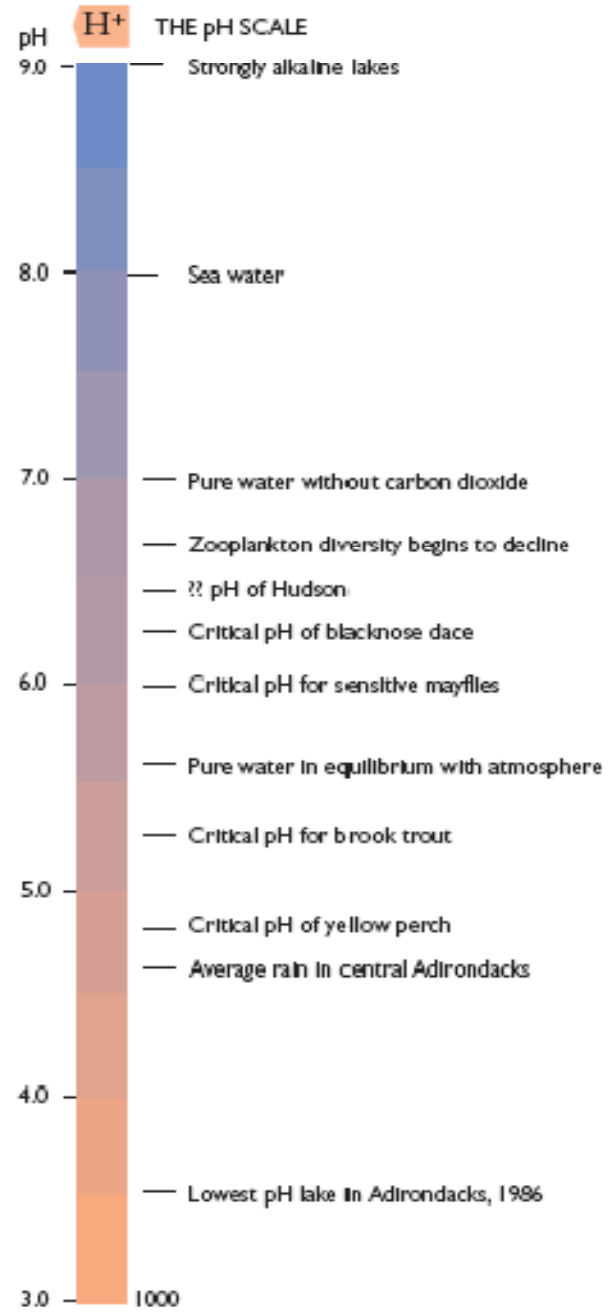 H+ THE pH SCALE
pH
9.0 Strongly alkaline lakes
8.0 Sea water
7.0 Pure water without carbon dioxide
Zooplankton diversity begins to decline
?? pH of Hudson
Critical pH of blacknose dace
6.0 Critical pH for sensitive mayflies
Pure water in equilibrium with atmosphere
Critical pH for brook trout
5.0
Critical pH of yellow perch
Average rain in central Adirondacks
4.0
Lowest pH lake in Adirondacks, 1986
3.0 1000